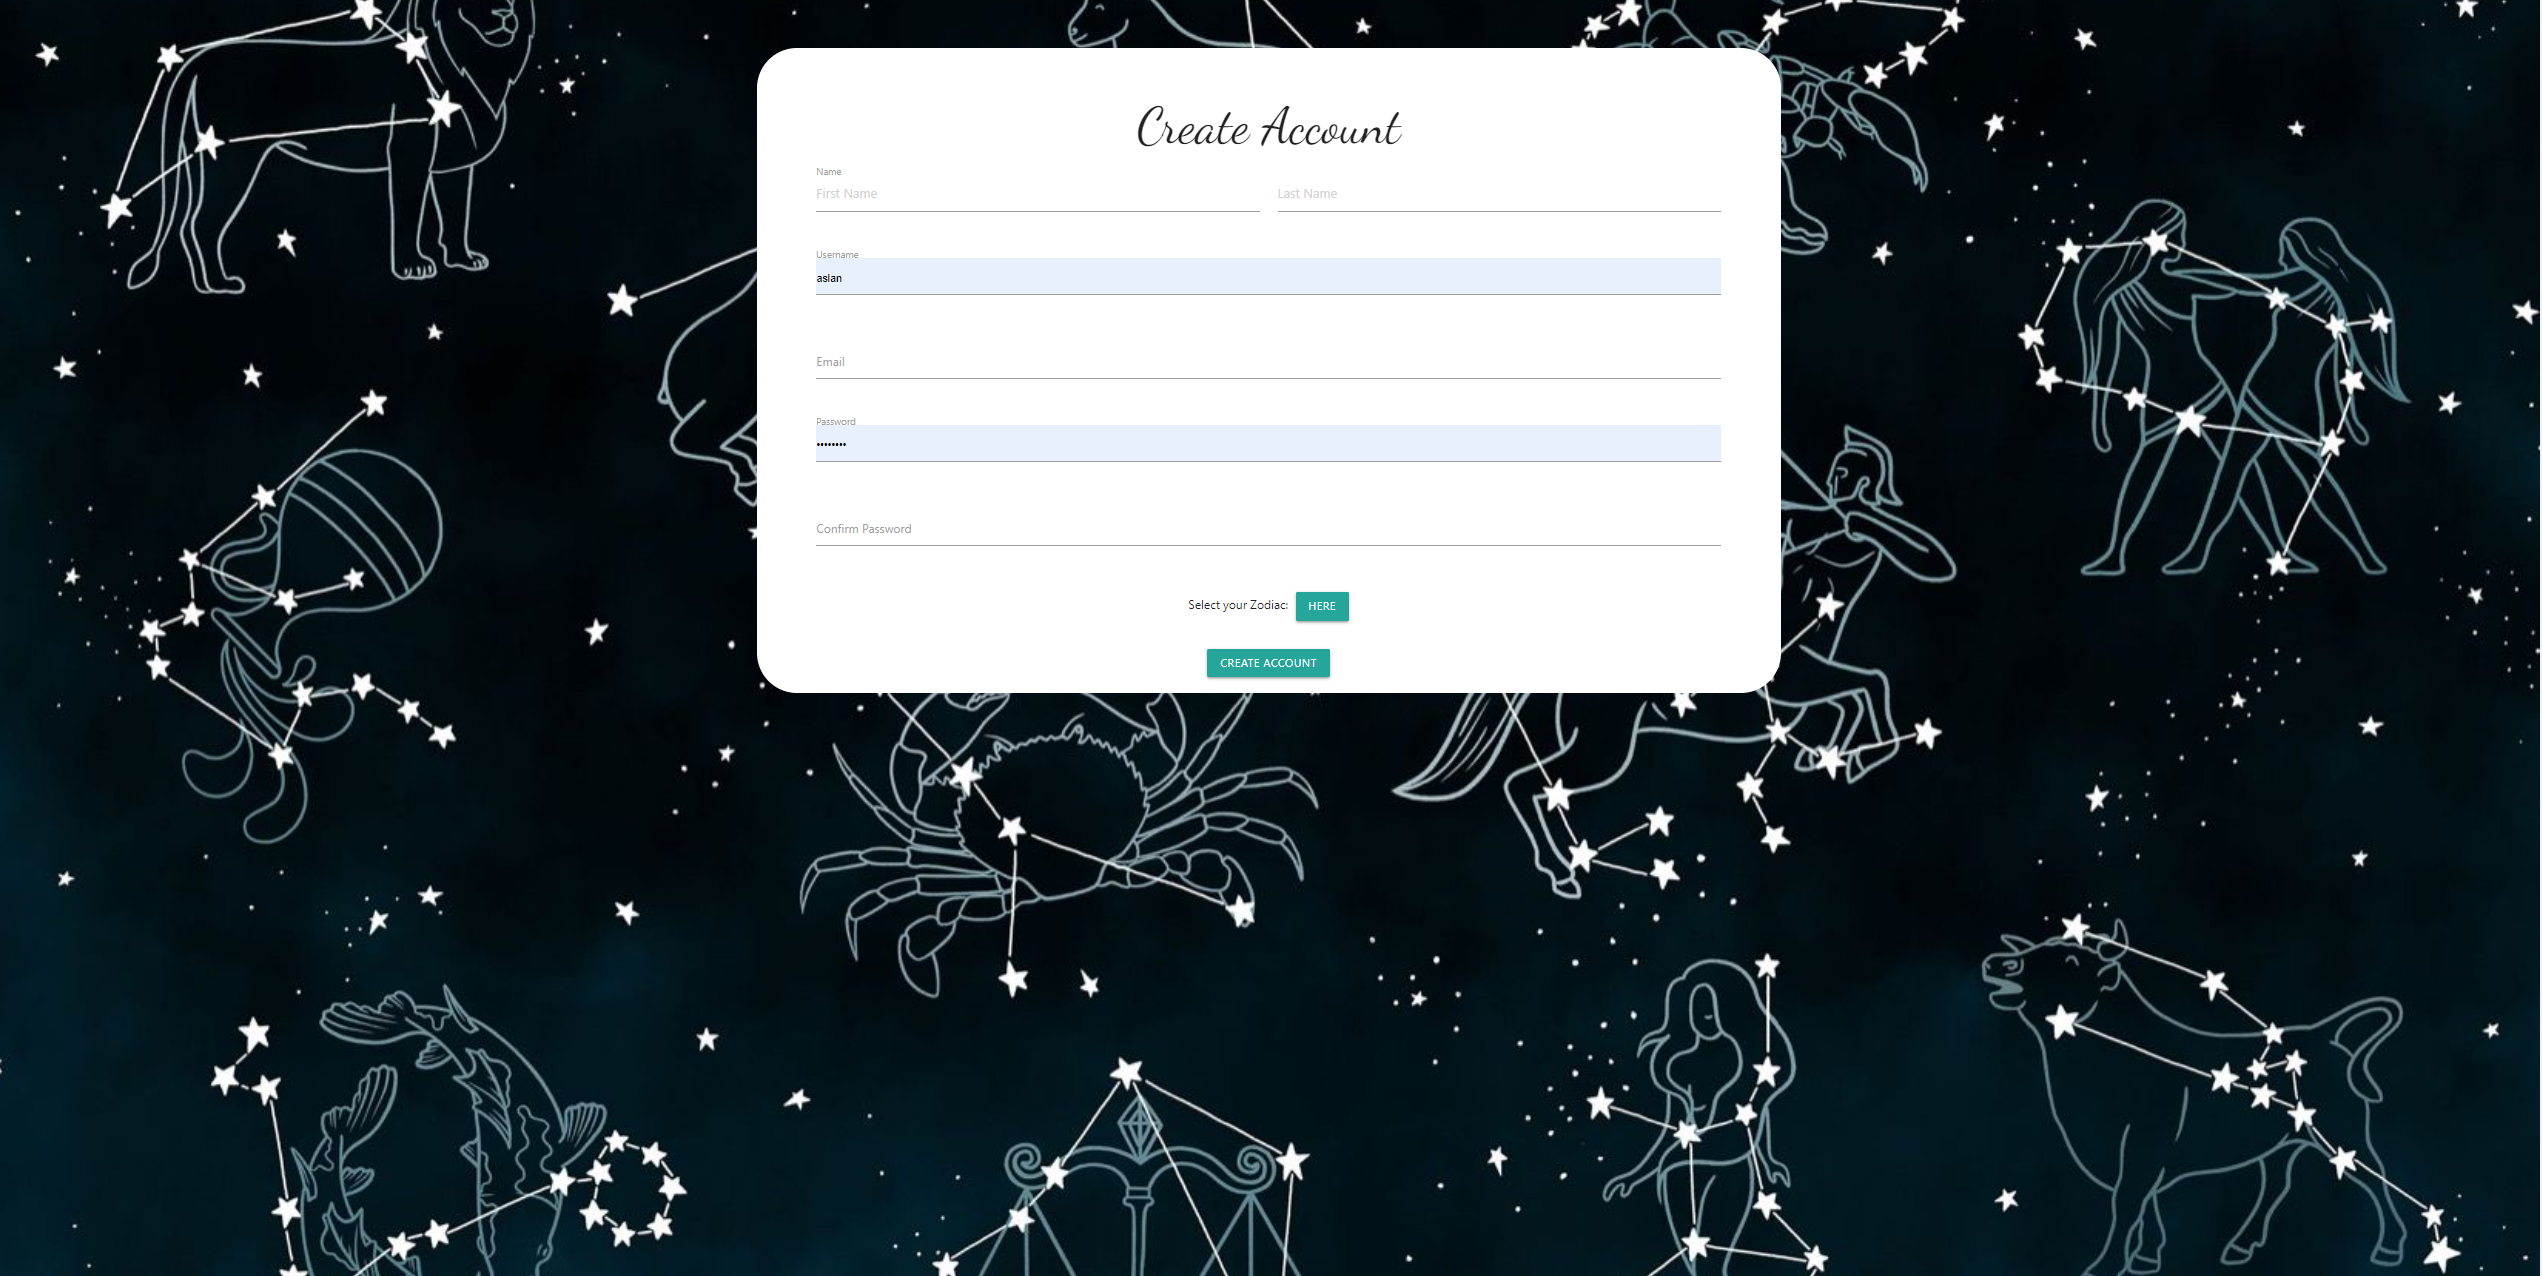 Create Account
Name
First Name Last Name
Username
aslan
Email
Password
••••••••
Confirm Password
Select your Zodiac: HERE
CREATE ACCOUNT